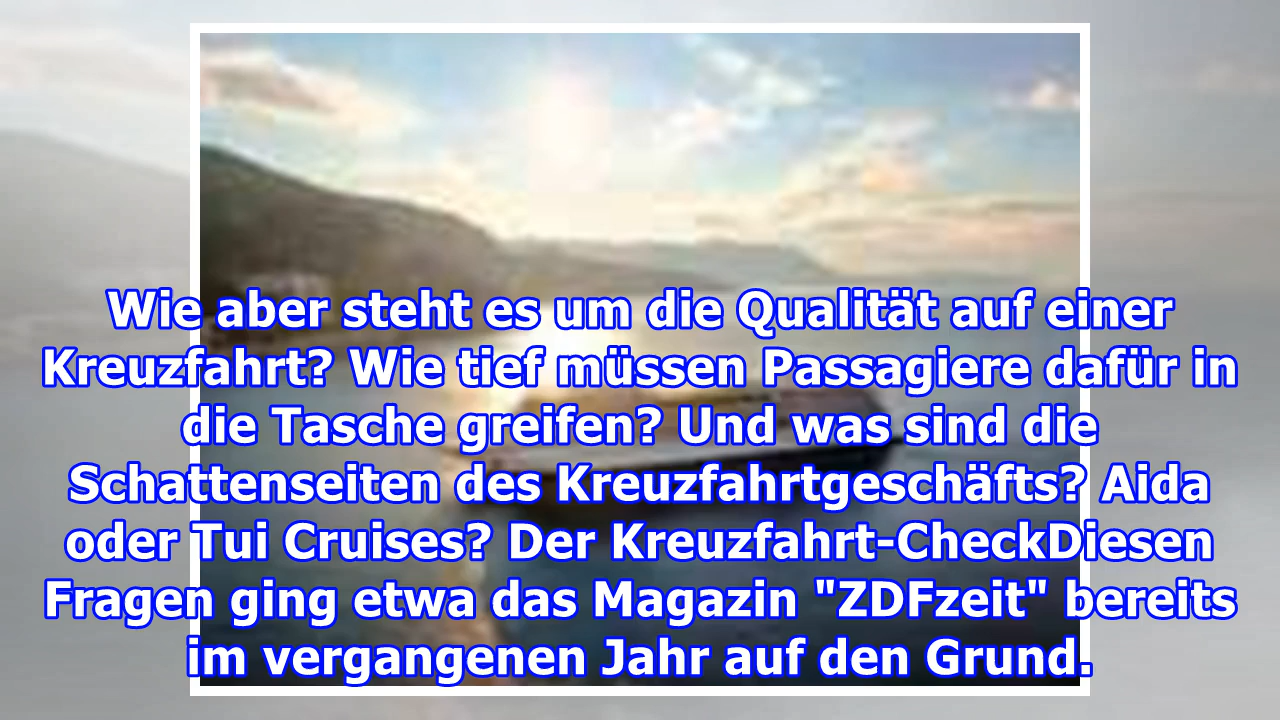 Wie aber steht es um die Qualität auf einer
Kreuzfahrt? Wie tief müssen Passagiere dafür in
die Tasche greifen? Und was sind die
Schattenseiten des Kreuzfahrtgeschäfts? Aida
oder Tui Cruises? Der Kreuzfahrt-CheckDiesen
Fragen ging etwa das Magazin "ZDFzeit" bereits
im vergangenen Jahr auf den Grund.